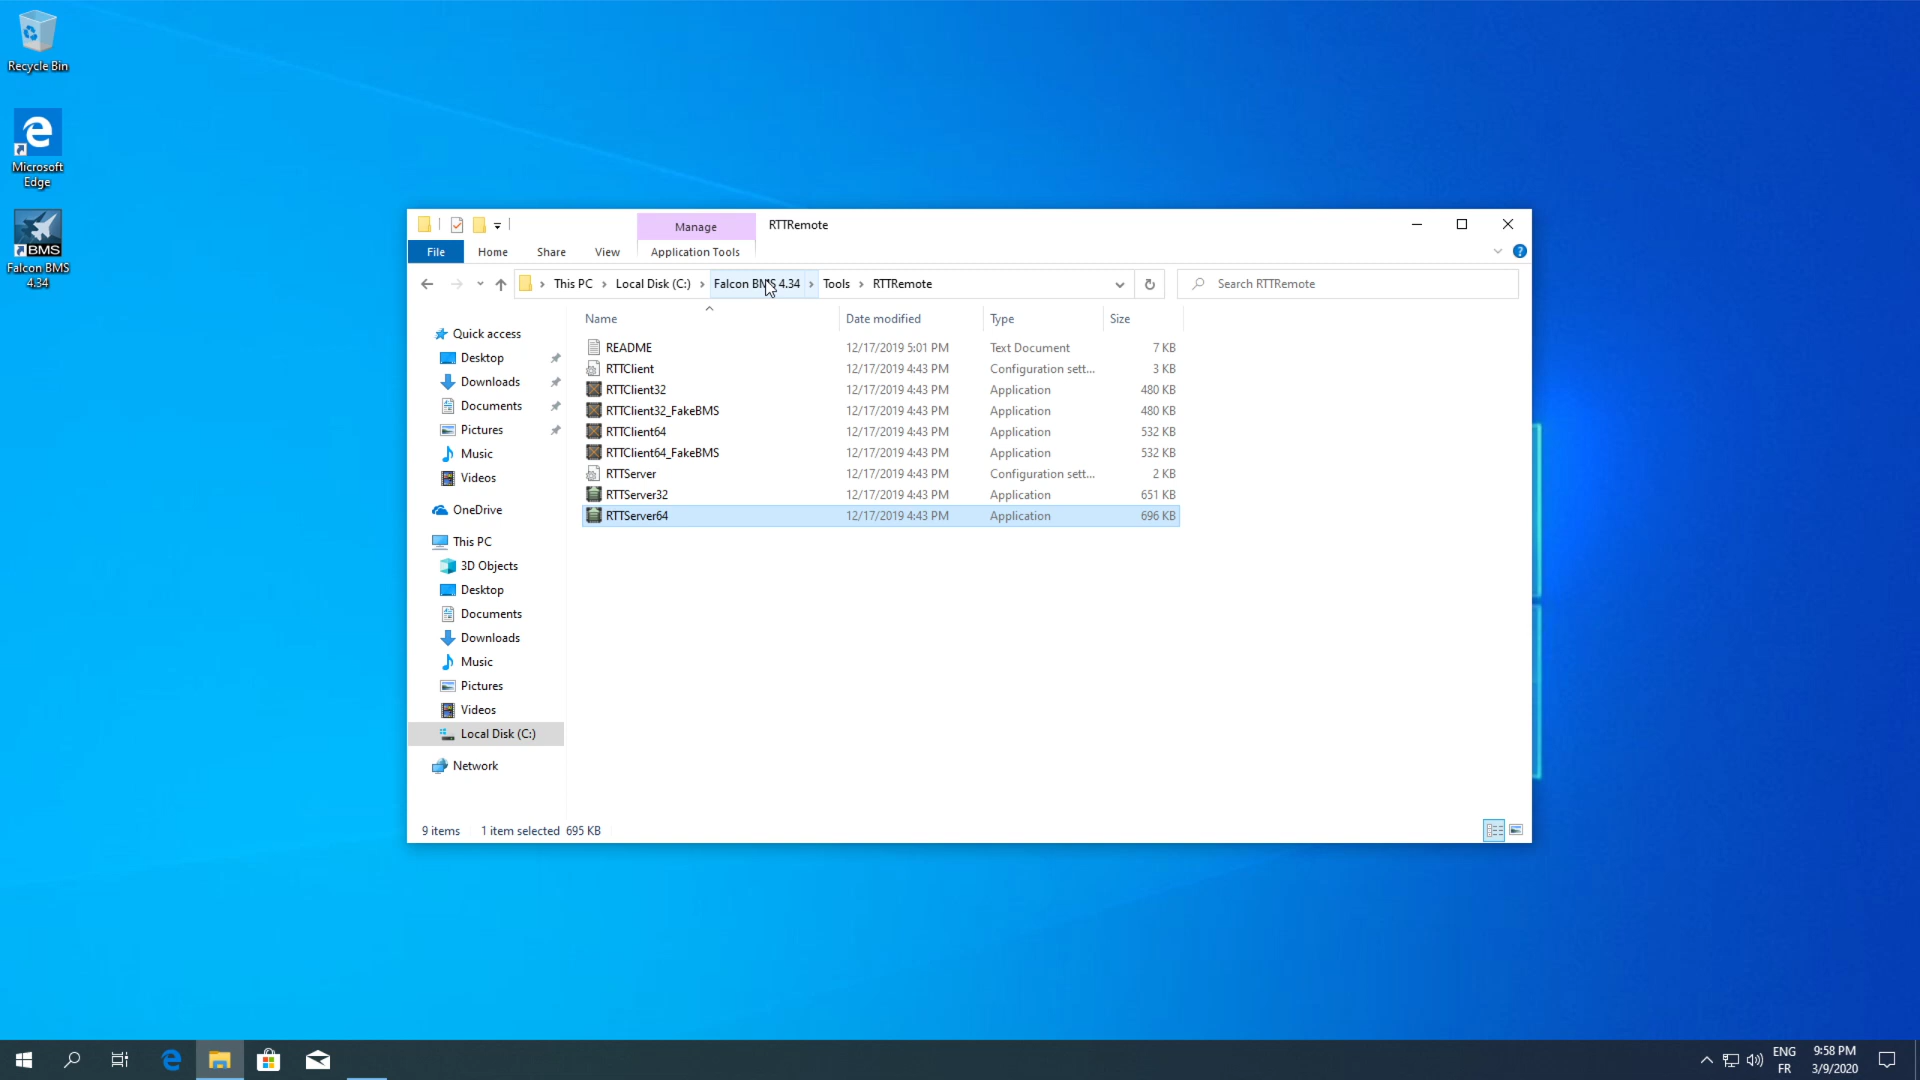 Recycle Bin
Microsoft
Edge
BMS
Falcon BMS
4.34
Manage
RTTRemote
File
Home
Share
View
Application Tools
This PC
Local Disk (C:)
Falcon BMS 4.34
Tools
RTTRemote
Search RTTRemote
Name
Date modified
Type
Size
README 12/17/2019 5:01 PM Text Document 7 KB
RTTClient 12/17/2019 4:43 PM Configuration sett... 3 KB
RTTClient32 12/17/2019 4:43 PM Application 480 KB
RTTClient32_FakeBMS 12/17/2019 4:43 PM Application 480 KB
RTTClient64 12/17/2019 4:43 PM Application 532 KB
RTTClient64_FakeBMS 12/17/2019 4:43 PM Application 532 KB
RTTServer 12/17/2019 4:43 PM Configuration sett... 2 KB
RTTServer32 12/17/2019 4:43 PM Application 651 KB
RTTServer64 12/17/2019 4:43 PM Application 696 KB
Quick access
Desktop
Downloads
Documents
Pictures
Music
Videos
OneDrive
This PC
3D Objects
Desktop
Documents
Downloads
Music
Pictures
Videos
Local Disk (C:)
Network
9 items
1 item selected 695 KB
ENG
FR
9:58 PM
3/9/2020